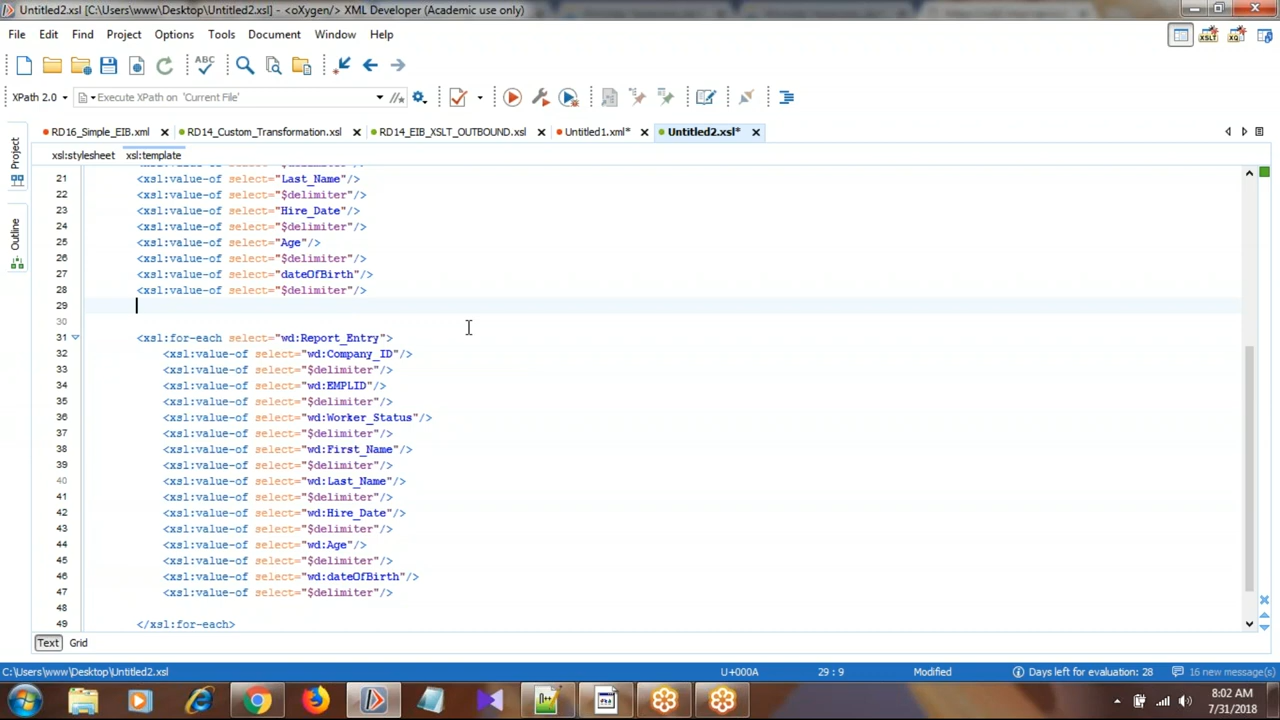 Untitled2.xsl [C:\Users\www\Desktop\Untitled2.xsl] - <oXygen/> XML Developer (Academic use only)
File Edit Find Project Options Tools Document Window Help
XPath 2.0 Execute XPath on 'Current File'
RD16_Simple_EIB.xml RD14_Custom_Transformation.xsl RD14_EIB_XSLT_OUTBOUND.xsl Untitled1.xml* Untitled2.xsl*
xsl:stylesheet xsl:template
Project
Outline
21 <xsl:value-of select="Last_Name"/>
22 <xsl:value-of select="$delimiter"/>
23 <xsl:value-of select="Hire_Date"/>
24 <xsl:value-of select="$delimiter"/>
25 <xsl:value-of select="Age"/>
26 <xsl:value-of select="$delimiter"/>
27 <xsl:value-of select="dateOfBirth"/>
28 <xsl:value-of select="$delimiter"/>
29
30
31 <xsl:for-each select="wd:Report_Entry">
32 <xsl:value-of select="wd:Company_ID"/>
33 <xsl:value-of select="$delimiter"/>
34 <xsl:value-of select="wd:EMPLID"/>
35 <xsl:value-of select="$delimiter"/>
36 <xsl:value-of select="wd:Worker_Status"/>
37 <xsl:value-of select="$delimiter"/>
38 <xsl:value-of select="wd:First_Name"/>
39 <xsl:value-of select="$delimiter"/>
40 <xsl:value-of select="wd:Last_Name"/>
41 <xsl:value-of select="$delimiter"/>
42 <xsl:value-of select="wd:Hire_Date"/>
43 <xsl:value-of select="$delimiter"/>
44 <xsl:value-of select="wd:Age"/>
45 <xsl:value-of select="$delimiter"/>
46 <xsl:value-of select="wd:dateOfBirth"/>
47 <xsl:value-of select="$delimiter"/>
48
49 </xsl:for-each>
Text Grid
C:\Users\www\Desktop\Untitled2.xsl U+000A 29 : 9 Modified Days left for evaluation: 28 16 new message(s)
8:02 AM
7/31/2018